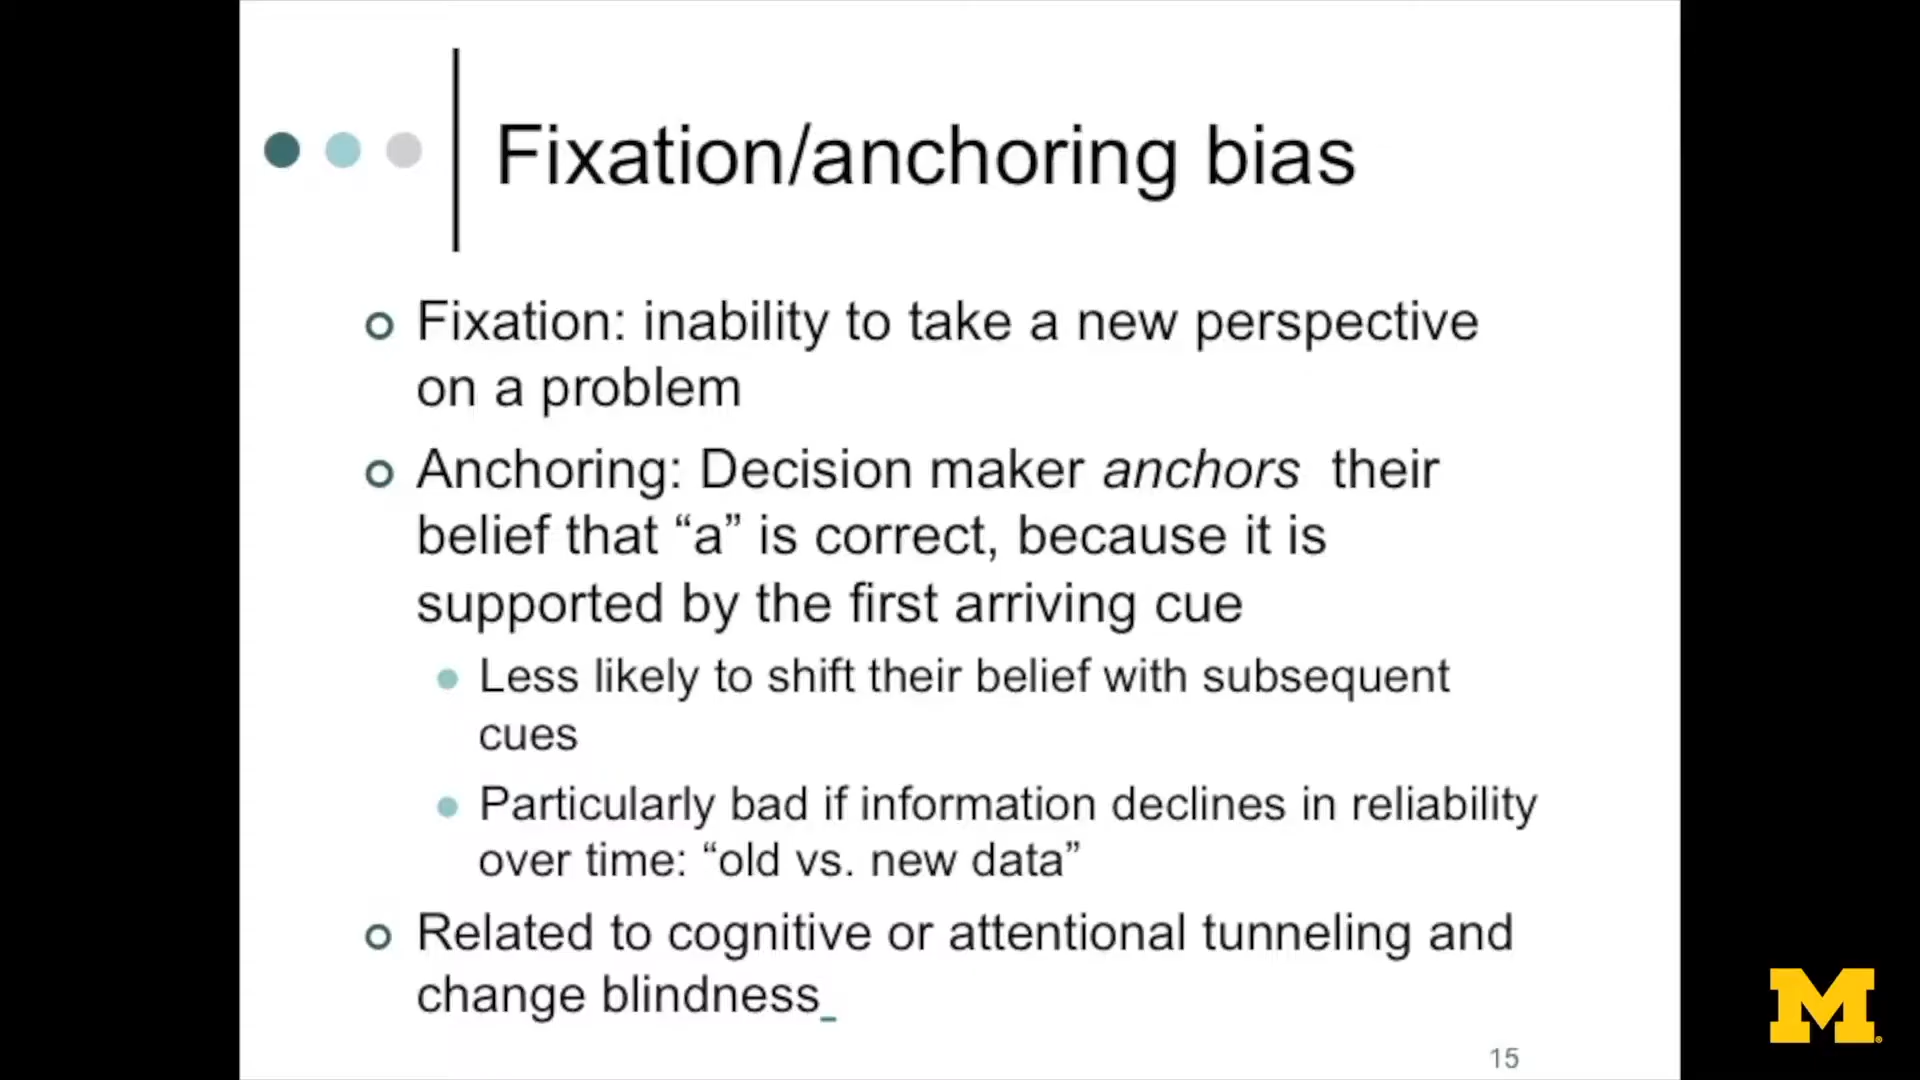 Fixation/anchoring bias
Fixation: inability to take a new perspective
on a problem
Anchoring: Decision maker anchors their
belief that “a” is correct, because it is
supported by the first arriving cue
Less likely to shift their belief with subsequent
cues
Particularly bad if information declines in reliability
over time: “old vs. new data”
Related to cognitive or attentional tunneling and
change blindness_
15
M